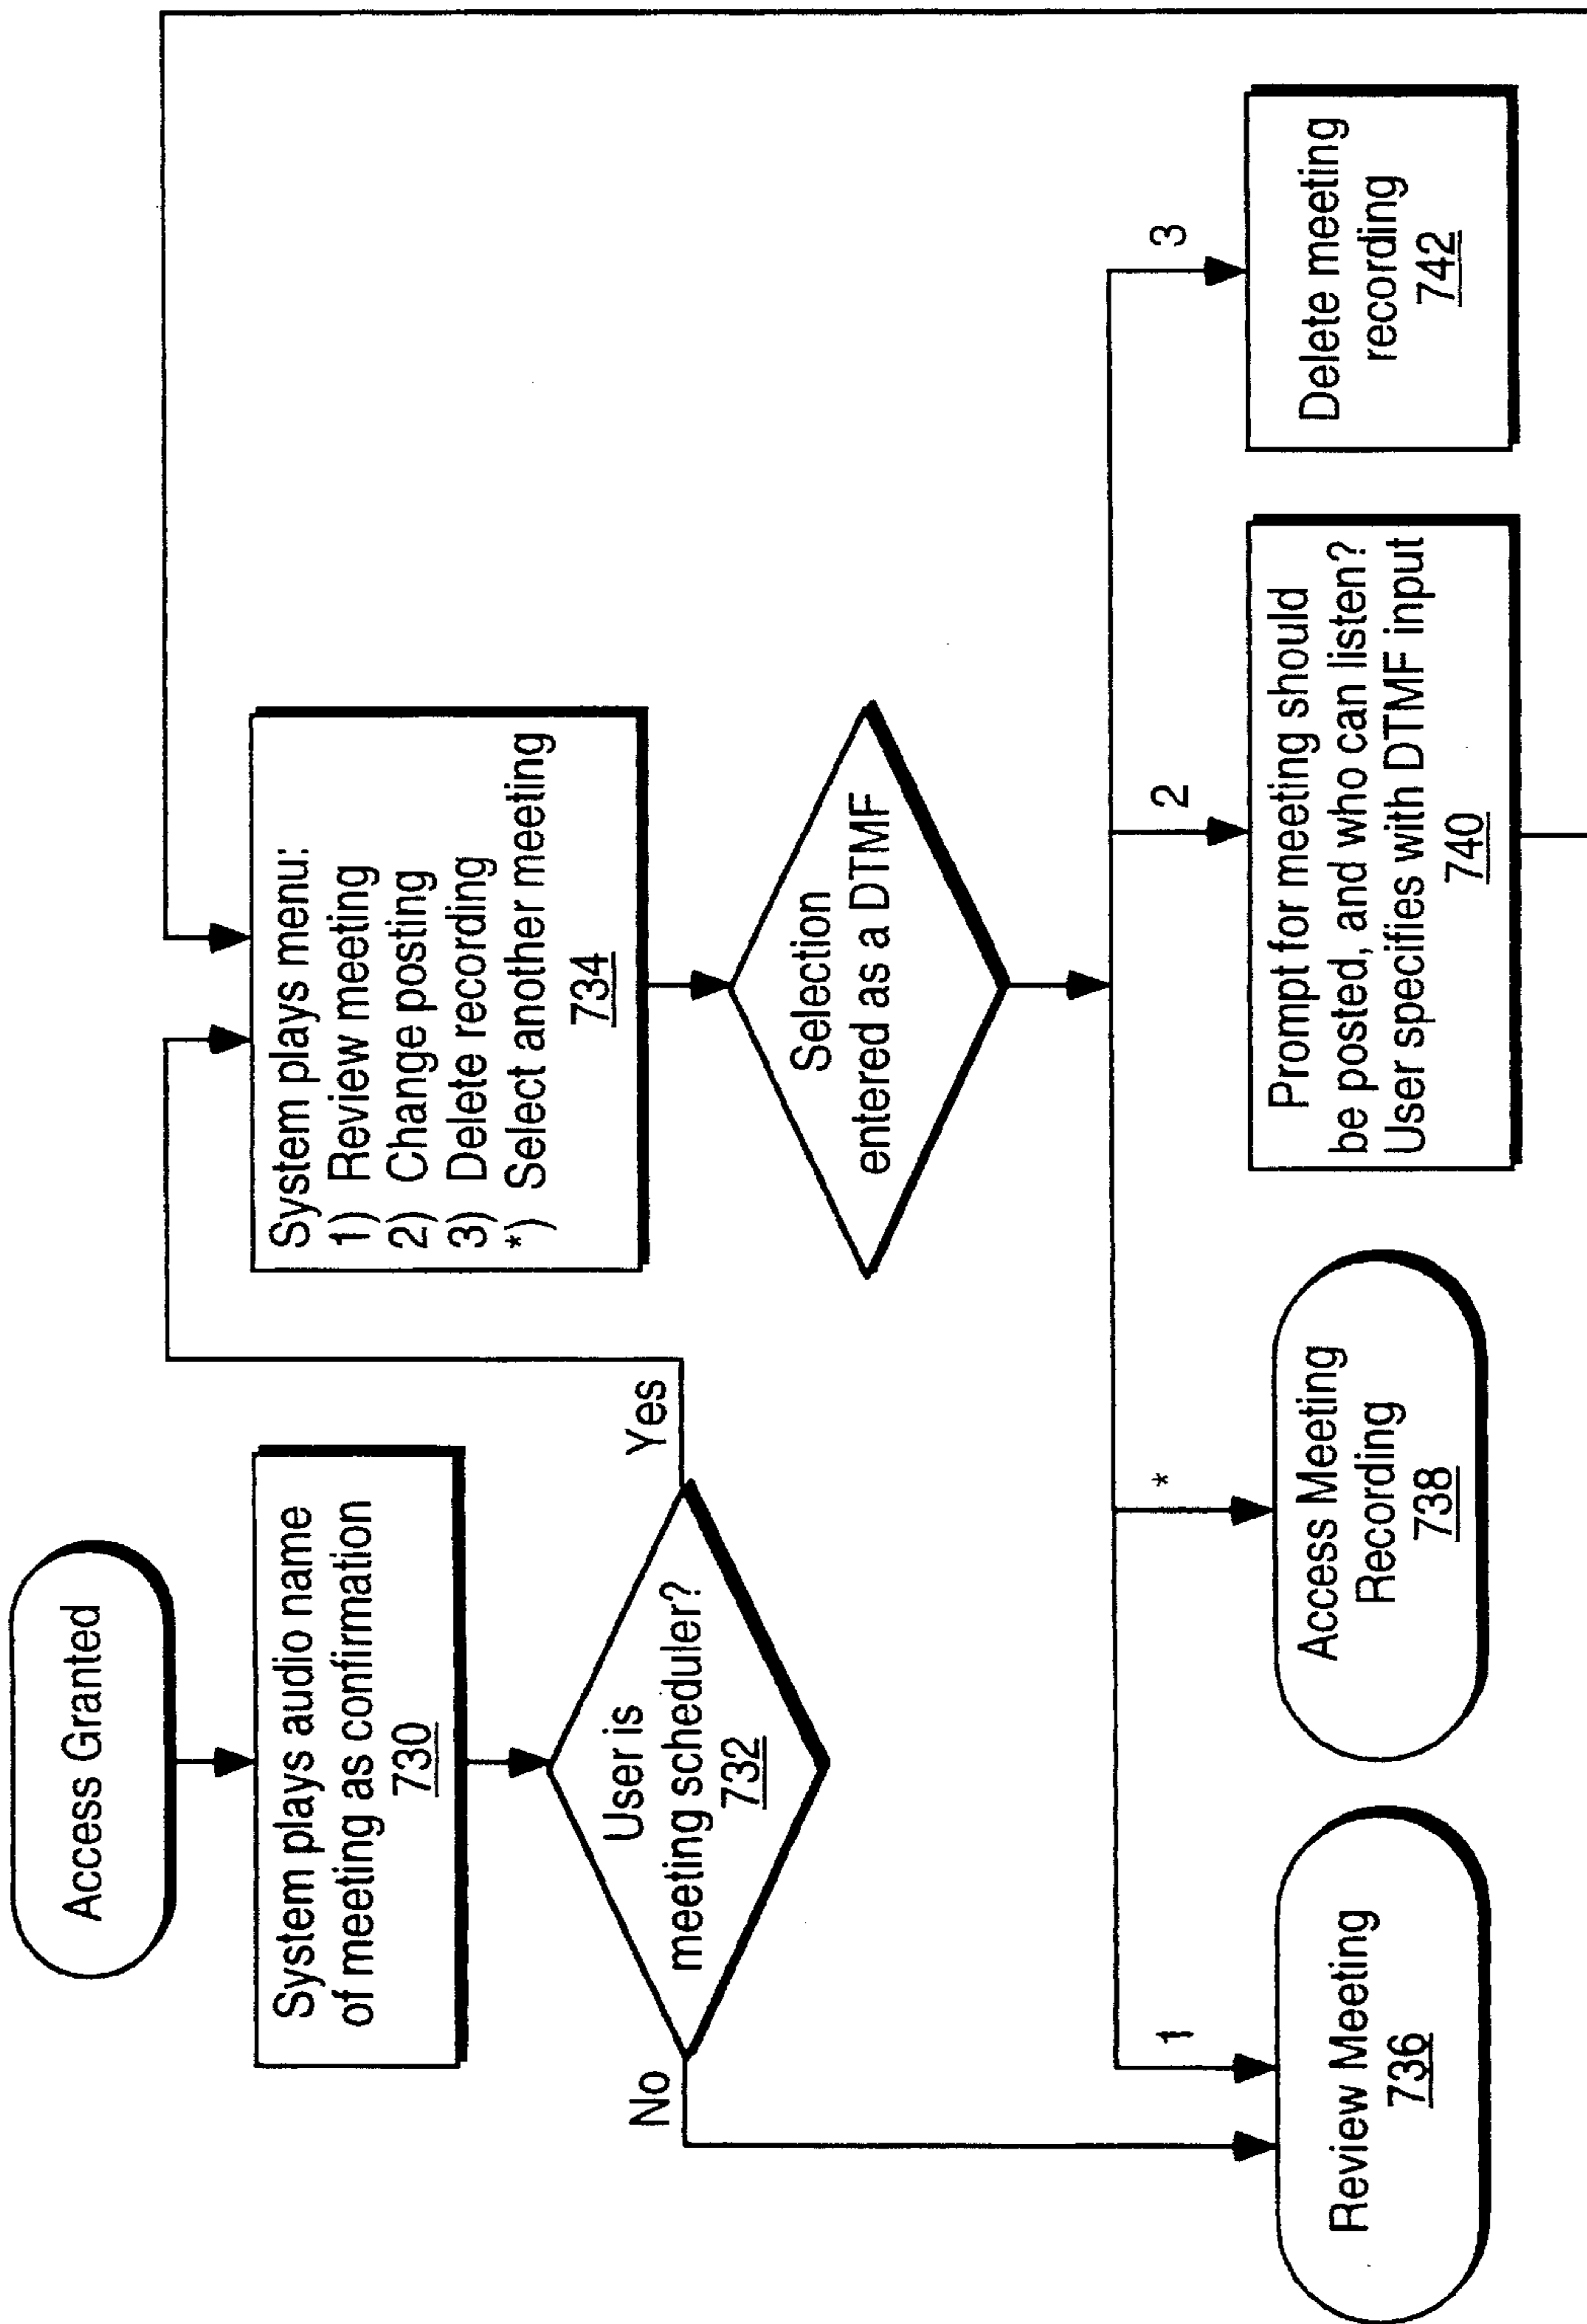 Access Granted
System plays audio name
of meeting as confirmation
730
User is
meeting scheduler?
732
No
Yes
System plays menu:
1) Review meeting
2) Change posting
3) Delete recording
*) Select another meeting
734
Selection
entered as a DTMF
1
*
2
3
Review Meeting
736
Access Meeting
Recording
738
Prompt for meeting should
be posted, and who can listen?
User specifies with DTMF input
740
Delete meeting
recording
742